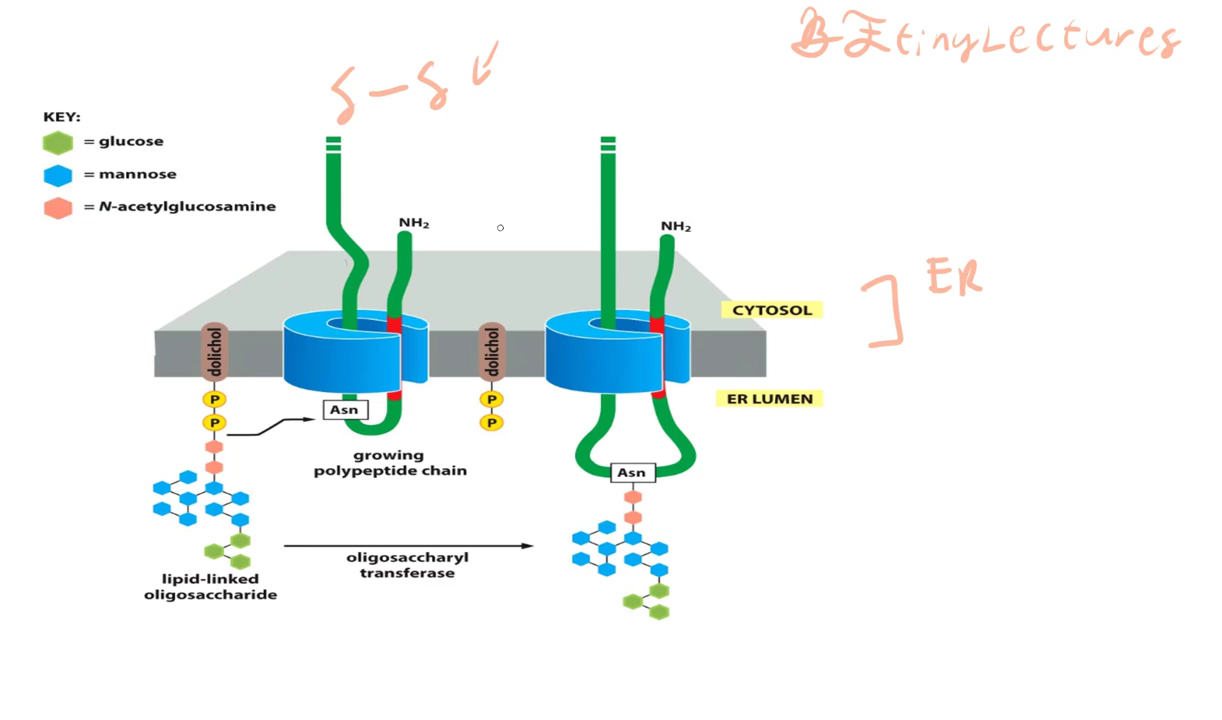 tinyLectures
S - S
KEY:
= glucose
= mannose
= N-acetylglucosamine
NH₂
NH₂
ER
CYTOSOL
dolichol
dolichol
ER LUMEN
P
P
Asn
P
P
growing
polypeptide chain
Asn
oligosaccharyl
transferase
lipid-linked
oligosaccharide